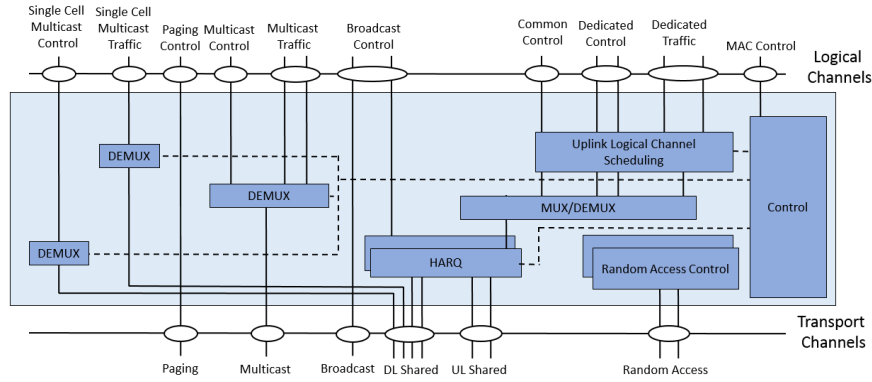 Single Cell
Multicast
Control
Single Cell
Multicast
Traffic
Paging
Control
Multicast
Control
Multicast
Traffic
Broadcast
Control
Common
Control
Dedicated
Control
Dedicated
Traffic
MAC Control
Logical
Channels
DEMUX
Uplink Logical Channel
Scheduling
DEMUX
MUX/DEMUX
Control
DEMUX
HARQ
Random Access Control
Transport
Channels
Paging
Multicast
Broadcast
DL Shared
UL Shared
Random Access